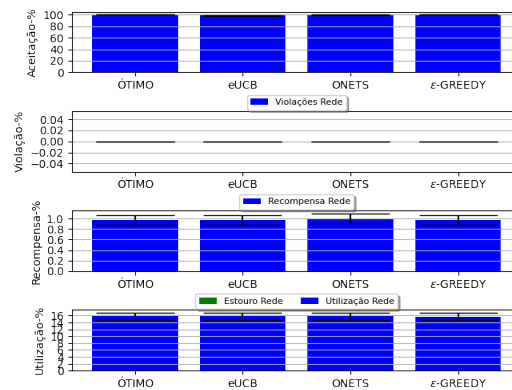 Aceitação-%
100
80
60
40
20
0
ÓTIMO eUCB ONETS ε-GREEDY
Violações Rede
Violação-%
0.04
0.02
0.00
−0.02
−0.04
ÓTIMO eUCB ONETS ε-GREEDY
Recompensa Rede
Recompensa-%
1.0
0.8
0.6
0.4
0.2
0.0
ÓTIMO eUCB ONETS ε-GREEDY
Estouro Rede Utilização Rede
Utilização-%
16
14
12
10
8
6
4
2
0
ÓTIMO eUCB ONETS ε-GREEDY